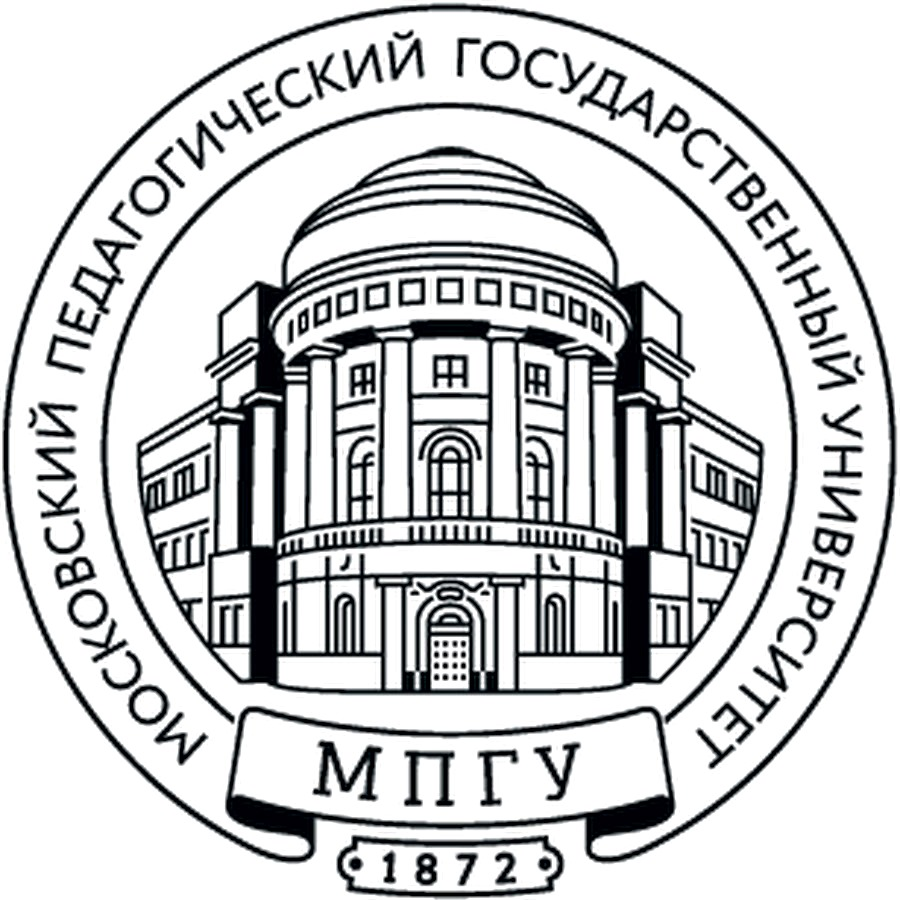 МОСКОВСКИЙ ПЕДАГОГИЧЕСКИЙ ГОСУДАРСТВЕННЫЙ УНИВЕРСИТЕТ
МПГУ
1872